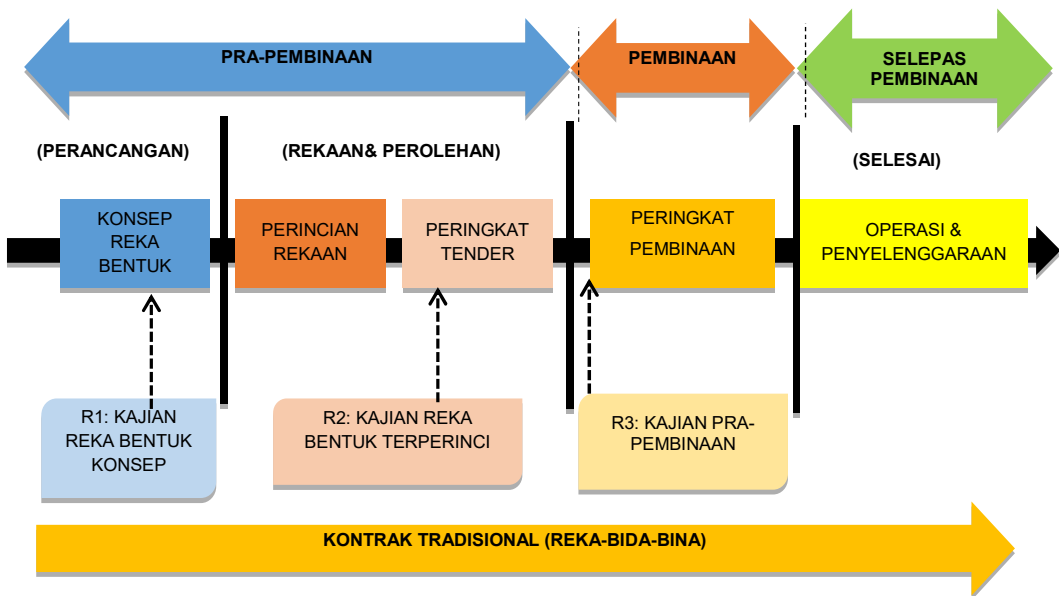 PRA-PEMBINAAN
PEMBINAAN
SELEPAS
PEMBINAAN
(PERANCANGAN)
(REKAAN& PEROLEHAN)
(SELESAI)
KONSEP
REKA
BENTUK
PERINCIAN
REKAAN
PERINGKAT
TENDER
PERINGKAT
PEMBINAAN
OPERASI &
PENYELENGGARAAN
R1: KAJIAN
REKA BENTUK
KONSEP
R2: KAJIAN REKA
BENTUK TERPERINCI
R3: KAJIAN PRA-
PEMBINAAN
KONTRAK TRADISIONAL (REKA-BIDA-BINA)